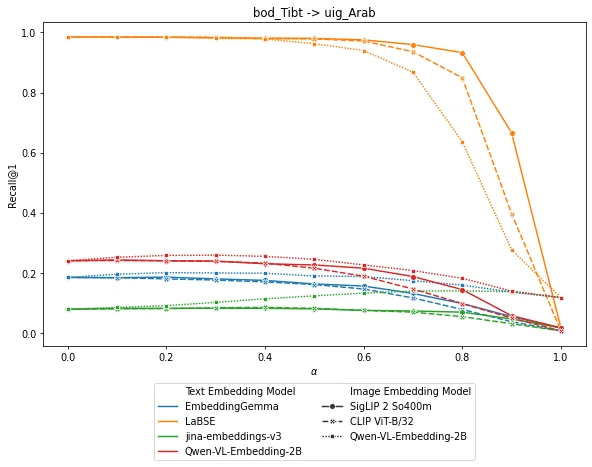 bod_Tibt -> uig_Arab
1.0
0.8
0.6
0.4
0.2
0.0
Recall@1
0.0 0.2 0.4 0.6 0.8 1.0
α
Text Embedding Model Image Embedding Model
EmbeddingGemma SigLIP 2 So400m
LaBSE CLIP ViT-B/32
jina-embeddings-v3 Qwen-VL-Embedding-2B
Qwen-VL-Embedding-2B